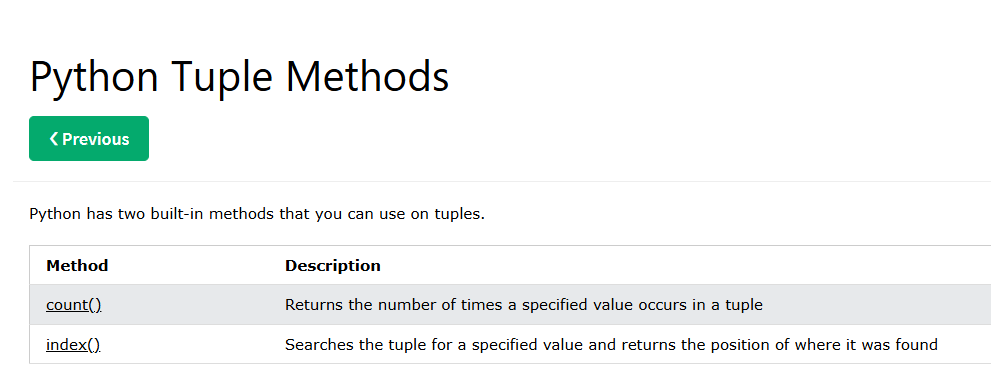 Python Tuple Methods
❮ Previous
Python has two built-in methods that you can use on tuples.
Method Description
count() Returns the number of times a specified value occurs in a tuple
index() Searches the tuple for a specified value and returns the position of where it was found